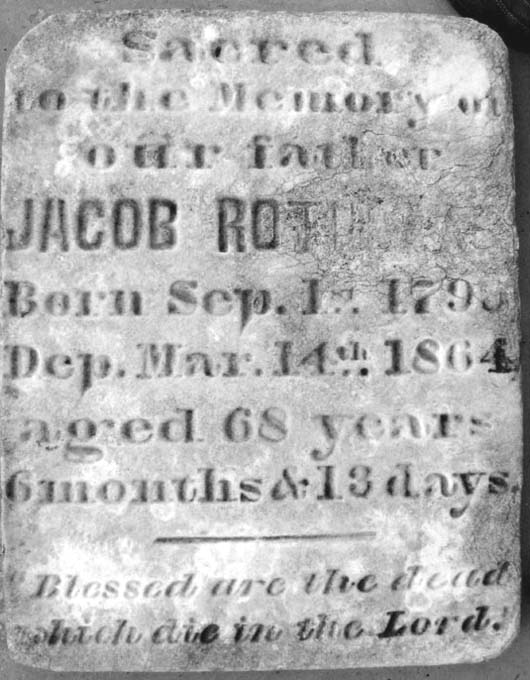 Sacred
to the Memory of
our father
JACOB
Born Sep. 1st. 1795
Dep. Mar. 14th. 1864
aged 68 years
6 months & 13 days.
"Blessed are the dead
which die in the Lord."